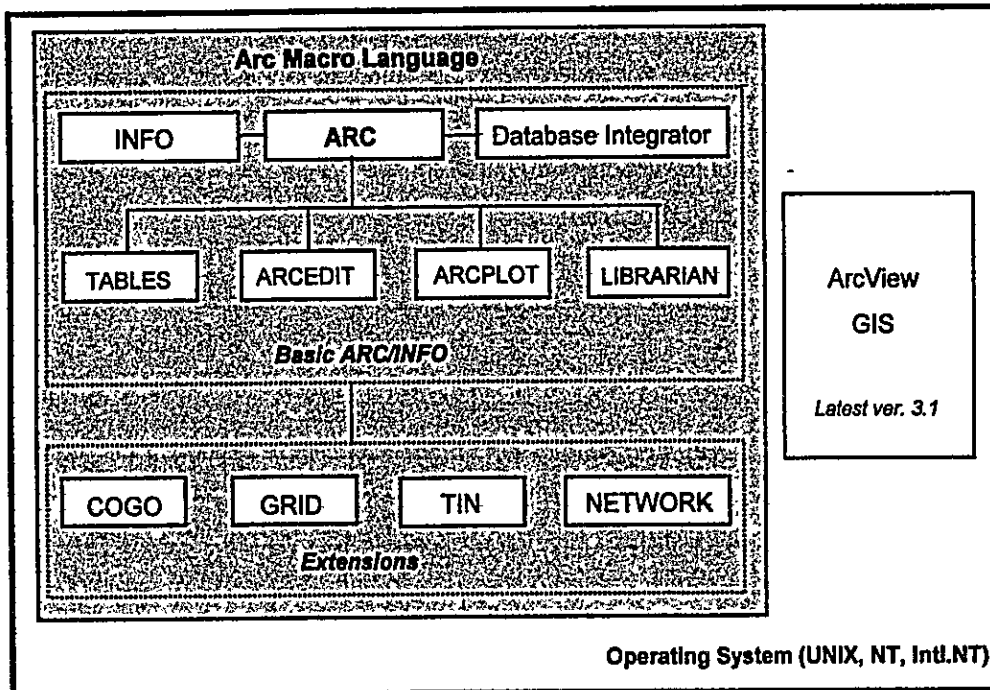 Arc Macro Language
INFO
ARC
Database Integrator
TABLES
ARCEDIT
ARCPLOT
LIBRARIAN
Basic ARC/INFO
COGO
GRID
TIN
NETWORK
Extensions
ArcView
GIS
Latest ver. 3.1
Operating System (UNIX, NT, Intl.NT)